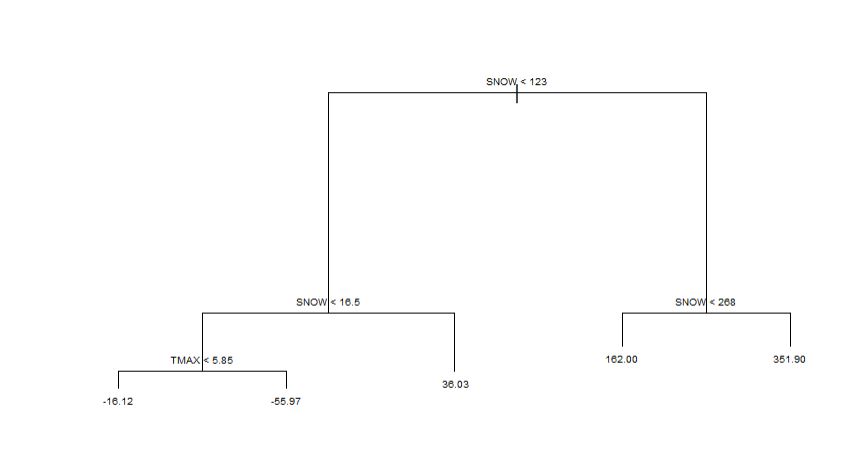 SNOW < 123
SNOW < 16.5
SNOW < 268
TMAX < 5.85
162.00
351.90
36.03
-16.12
-55.97